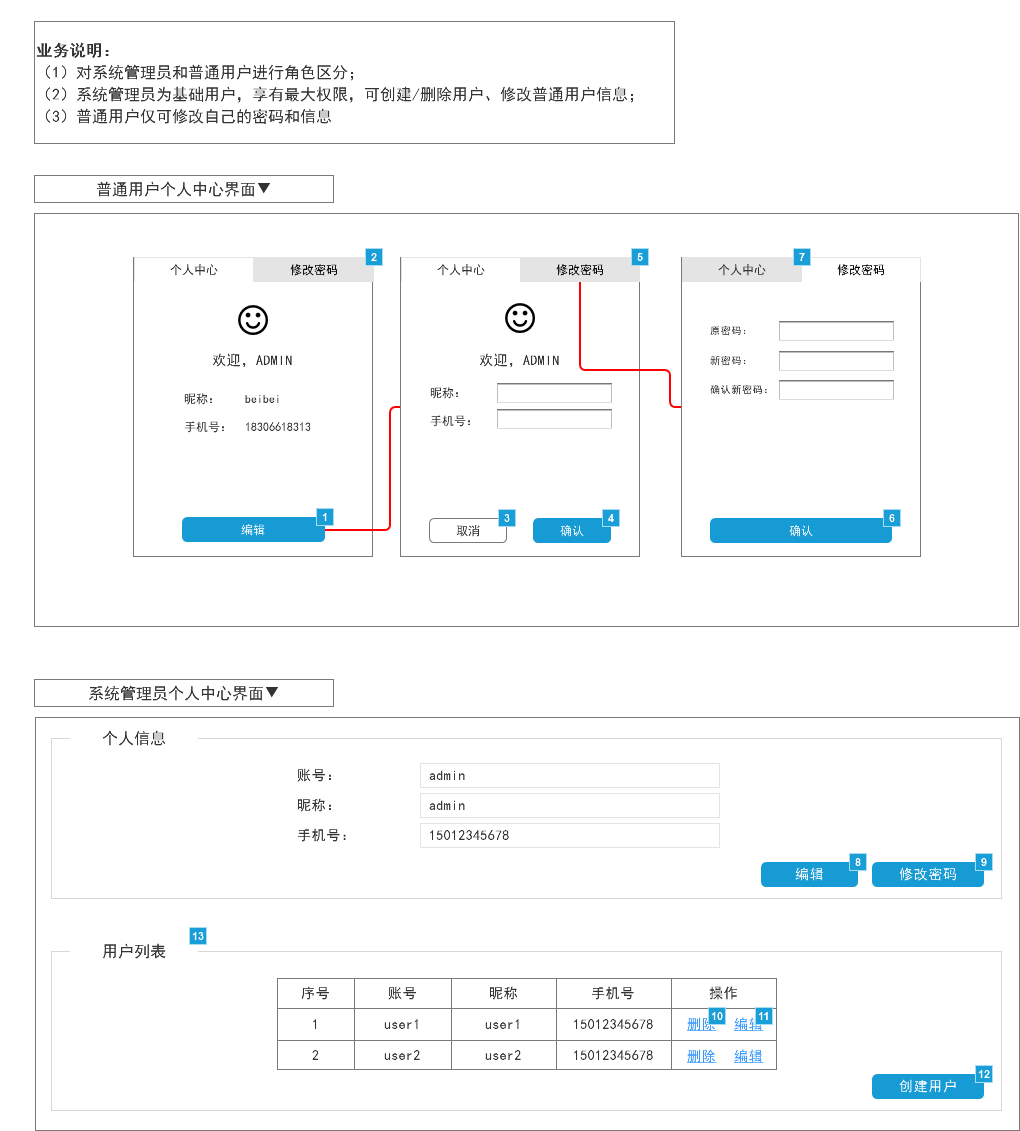 业务说明:
（1）对系统管理员和普通用户进行角色区分;
（2）系统管理员为基础用户，享有最大权限，可创建/删除用户、修改普通用户信息;
（3）普通用户仅可修改自己的密码和信息
普通用户个人中心界面▼
个人中心 修改密码 2
欢迎，ADMIN
昵称: beibei
手机号: 18306618313
编辑 1
个人中心 修改密码 5
欢迎，ADMIN
昵称:
手机号:
取消 3 确认 4
个人中心 7 修改密码
原密码:
新密码:
确认新密码:
确认 6
系统管理员个人中心界面▼
个人信息
账号: admin
昵称: admin
手机号: 15012345678
编辑 8 修改密码 9
用户列表 13
序号 账号 昵称 手机号 操作
1 user1 user1 15012345678 删除 10 编辑 11
2 user2 user2 15012345678 删除 编辑
创建用户 12